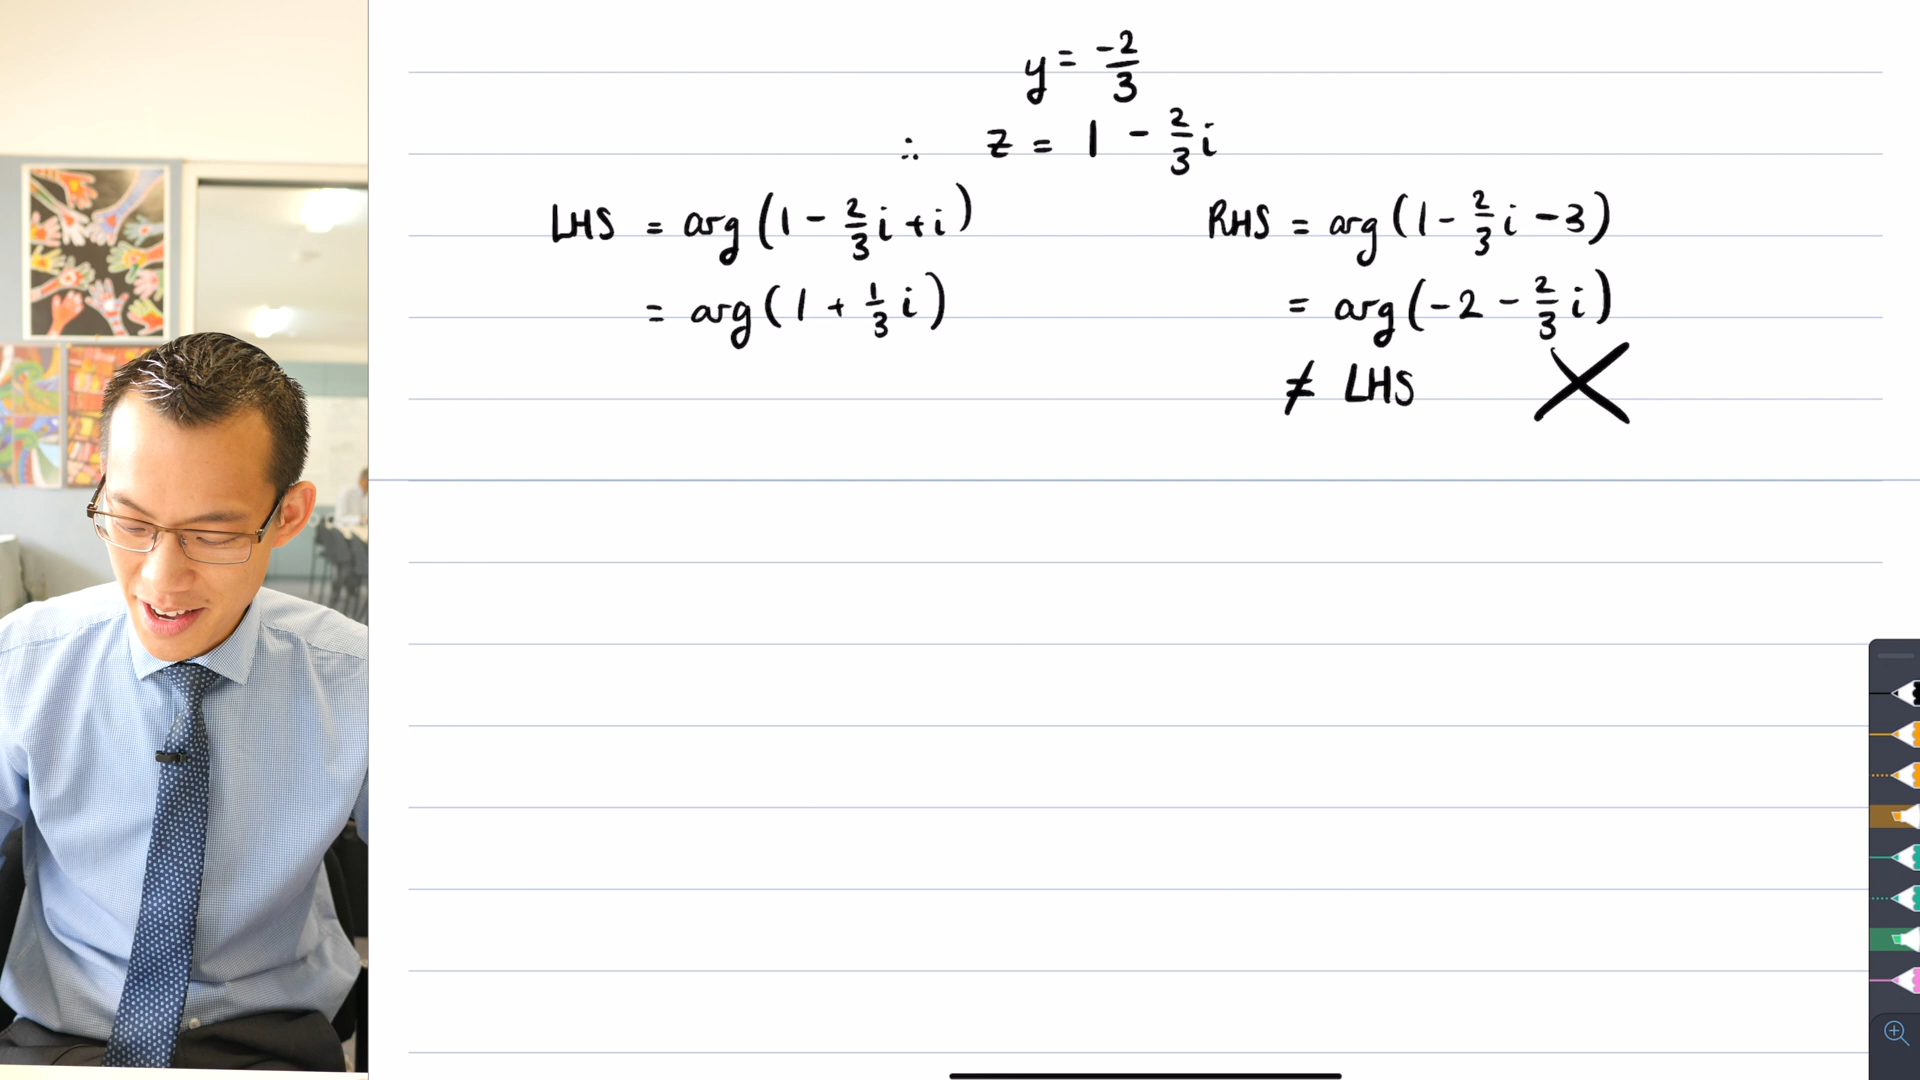 y = -2/3
∴ z = 1 - 2/3 i
LHS = arg(1 - 2/3 i + i)
= arg(1 + 1/3 i)
RHS = arg(1 - 2/3 i - 3)
= arg(-2 - 2/3 i)
≠ LHS